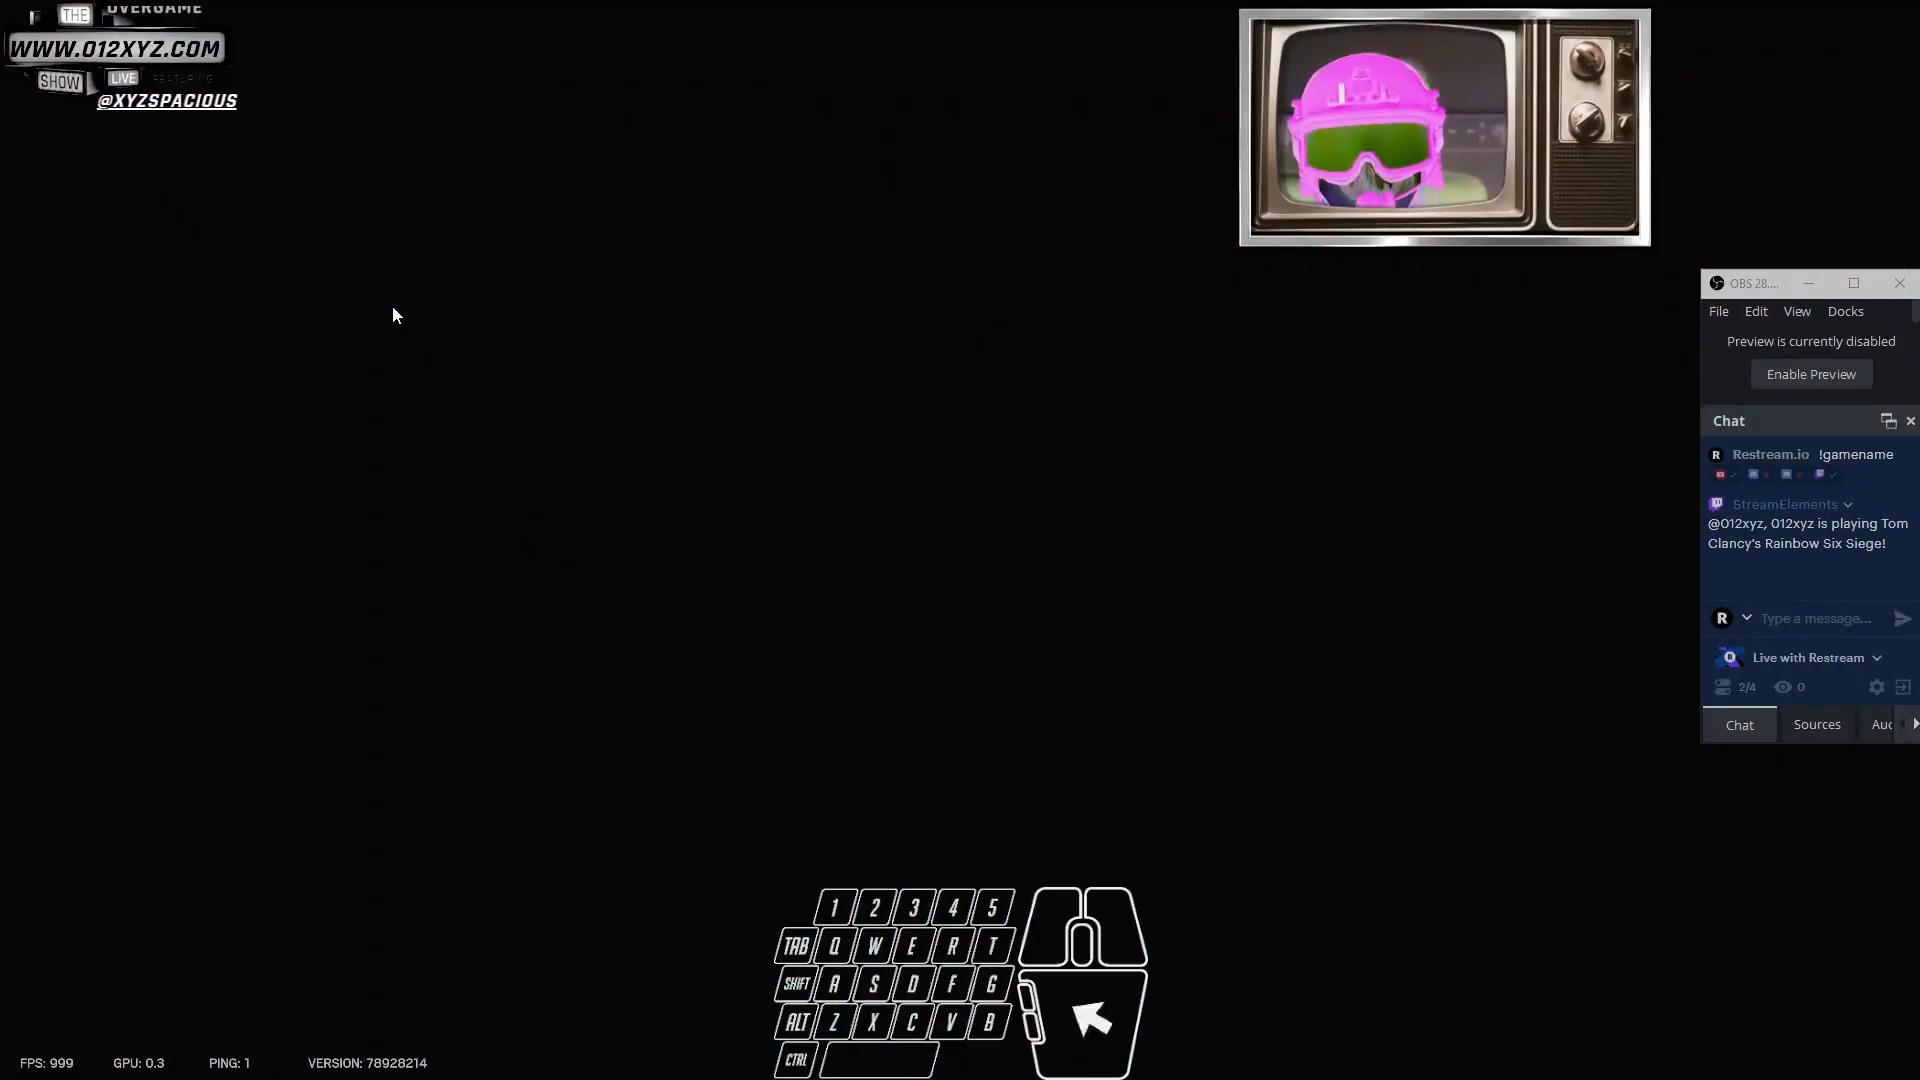 THE OVERGAME
WWW.012XYZ.COM
SHOW LIVE FEATURING
@XYZSPACIOUS
OBS 28....
File Edit View Docks
Preview is currently disabled
Enable Preview
Chat
R Restream.io !gamename
StreamElements
@012xyz, 012xyz is playing Tom
Clancy's Rainbow Six Siege!
R Type a message...
R Live with Restream
2/4 0
Chat Sources Auc
1 2 3 4 5
TAB Q W E R T
SHIFT A S D F G
ALT Z X C V B
CTRL
FPS: 999 GPU: 0.3 PING: 1 VERSION: 78928214